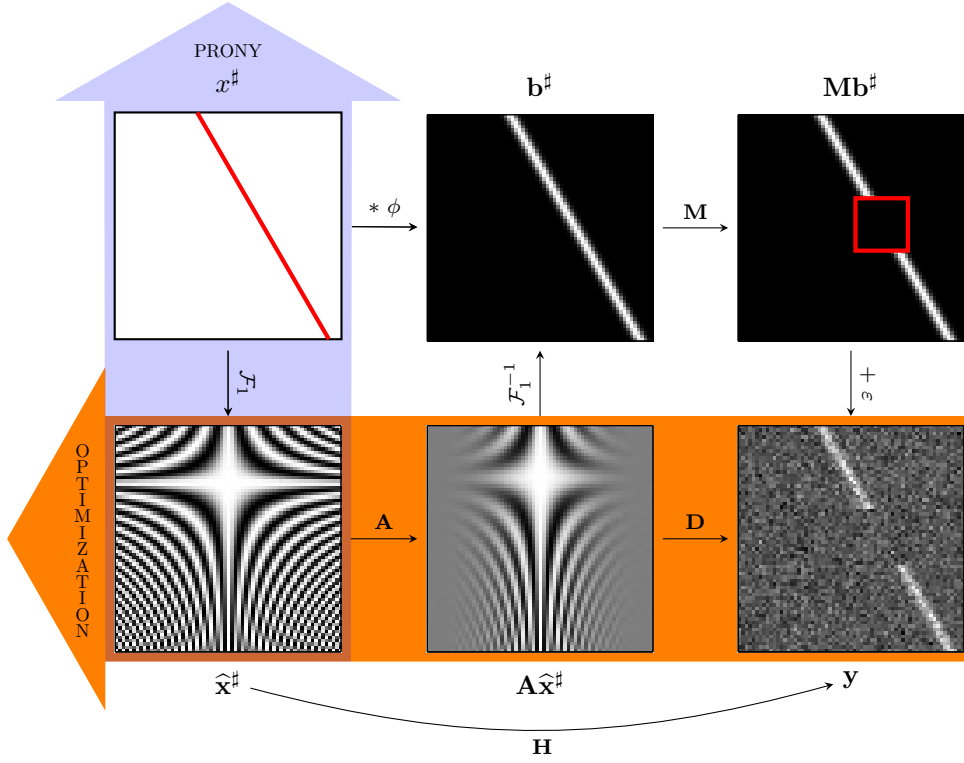 PRONY
x♯
b♯
Mb♯
∗ ϕ
M
ℱ₁
ℱ₁⁻¹
+ ε
OPTIMIZATION
A
D
x̂♯
Ax̂♯
y
H